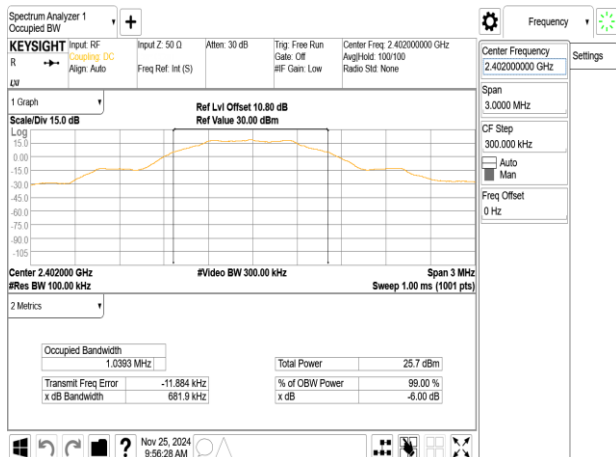 Spectrum Analyzer 1
Occupied BW
Frequency
KEYSIGHT
R
Input: RF
Coupling: DC
Align: Auto
Input Z: 50 Ω
Freq Ref: Int (S)
Atten: 30 dB
Trig: Free Run
Gate: Off
#IF Gain: Low
Center Freq: 2.402000000 GHz
Avg|Hold: 100/100
Radio Std: None
1 Graph
Scale/Div 15.0 dB
Ref Lvl Offset 10.80 dB
Ref Value 30.00 dBm
Log
15.0
0.00
-15.0
-30.0
-45.0
-60.0
-75.0
-90.0
-105
Center 2.402000 GHz
#Res BW 100.00 kHz
#Video BW 300.00 kHz
Span 3 MHz
Sweep 1.00 ms (1001 pts)
2 Metrics
Occupied Bandwidth
1.0393 MHz
Transmit Freq Error -11.884 kHz
x dB Bandwidth 681.9 kHz
Total Power 25.7 dBm
% of OBW Power 99.00 %
x dB -6.00 dB
Center Frequency
2.402000000 GHz
Span
3.0000 MHz
CF Step
300.000 kHz
Auto
Man
Freq Offset
0 Hz
Settings
Nov 25, 2024
9:56:28 AM